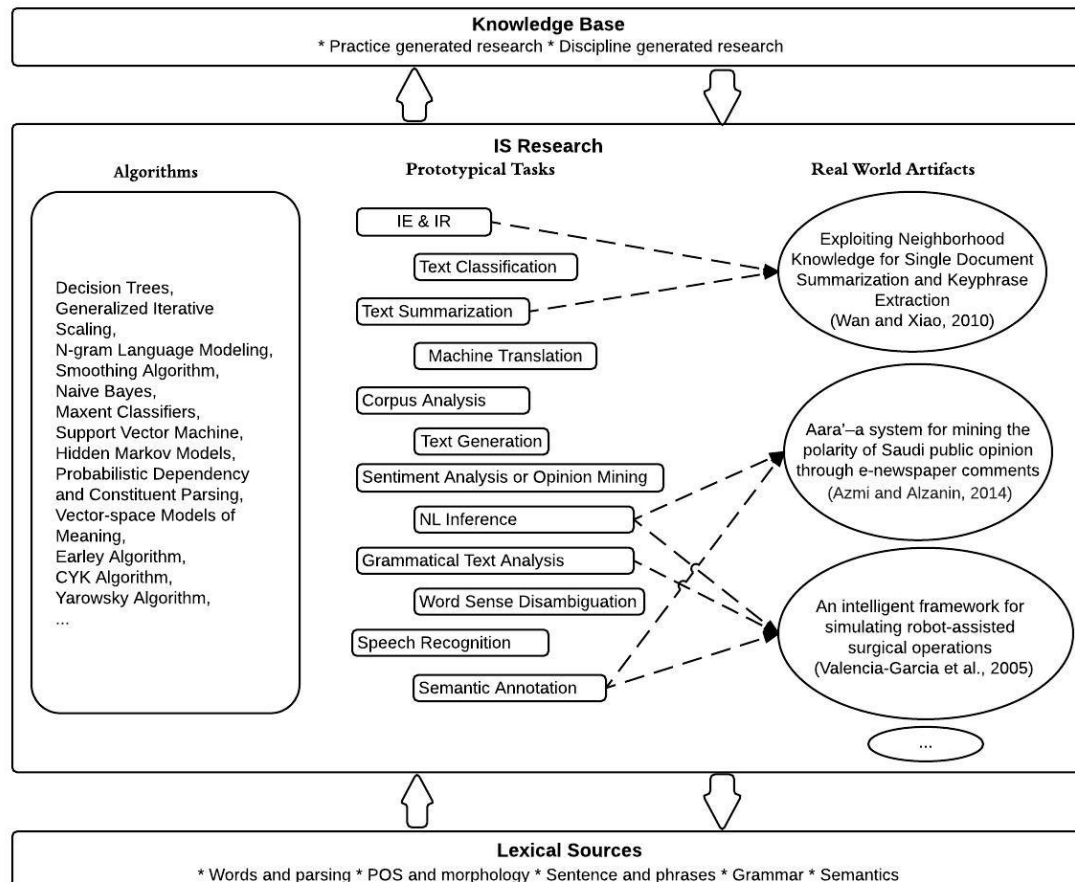 Knowledge Base
* Practice generated research * Discipline generated research
IS Research
Algorithms
Decision Trees,
Generalized Iterative
Scaling,
N-gram Language Modeling,
Smoothing Algorithm,
Naive Bayes,
Maxent Classifiers,
Support Vector Machine,
Hidden Markov Models,
Probabilistic Dependency
and Constituent Parsing,
Vector-space Models of
Meaning,
Earley Algorithm,
CYK Algorithm,
Yarowsky Algorithm,
...
Prototypical Tasks
IE & IR
Text Classification
Text Summarization
Machine Translation
Corpus Analysis
Text Generation
Sentiment Analysis or Opinion Mining
NL Inference
Grammatical Text Analysis
Word Sense Disambiguation
Speech Recognition
Semantic Annotation
Real World Artifacts
Exploiting Neighborhood
Knowledge for Single Document
Summarization and Keyphrase
Extraction
(Wan and Xiao, 2010)
Aara'–a system for mining the
polarity of Saudi public opinion
through e-newspaper comments
(Azmi and Alzanin, 2014)
An intelligent framework for
simulating robot-assisted
surgical operations
(Valencia-Garcia et al., 2005)
...
Lexical Sources
* Words and parsing * POS and morphology * Sentence and phrases * Grammar * Semantics